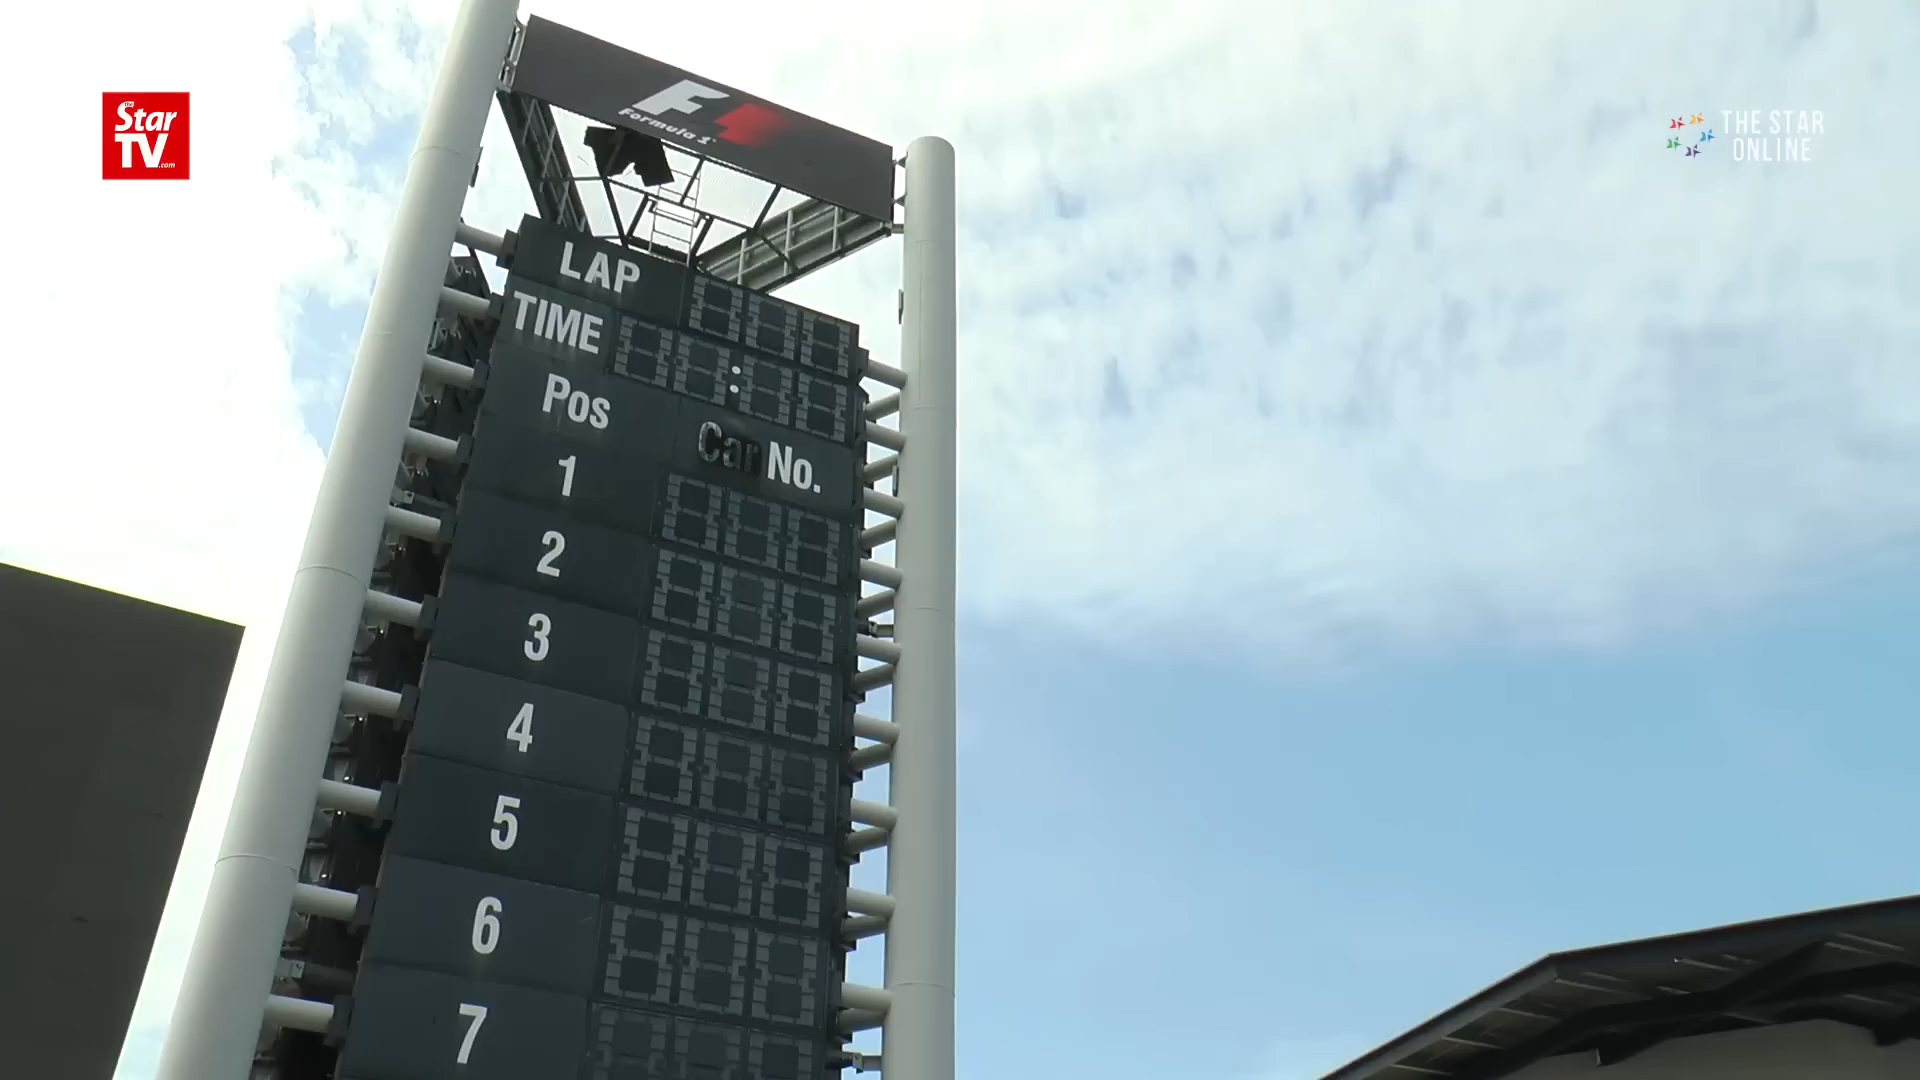 The Star
TV.com
THE STAR
ONLINE
F1
Formula 1
LAP
TIME :
Pos
Car No.
1
2
3
4
5
6
7